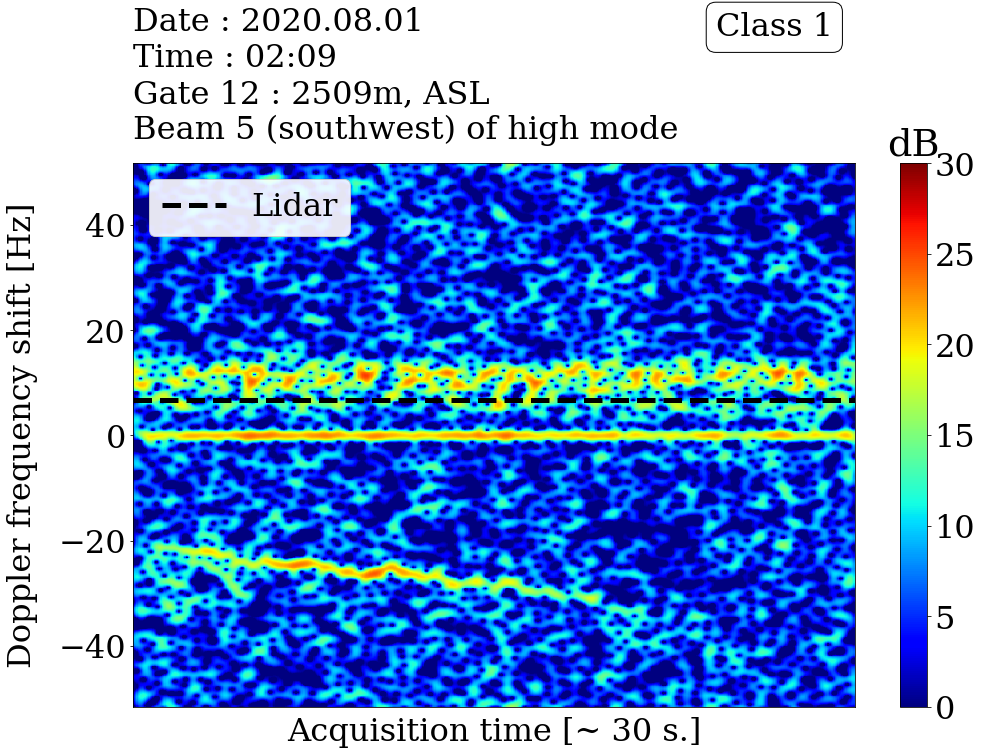 Date : 2020.08.01
Time : 02:09
Gate 12 : 2509m, ASL
Beam 5 (southwest) of high mode
Class 1
dB
Lidar
Doppler frequency shift [Hz]
40
20
0
−20
−40
30
25
20
15
10
5
0
Acquisition time [~ 30 s.]